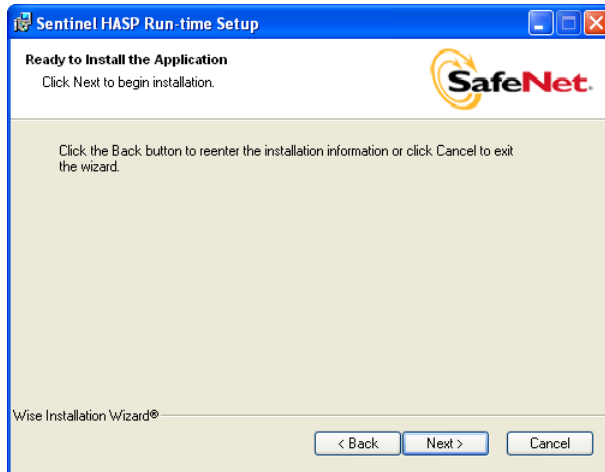 Sentinel HASP Run-time Setup
Ready to Install the Application
Click Next to begin installation.
SafeNet.
Click the Back button to reenter the installation information or click Cancel to exit
the wizard.
Wise Installation Wizard®
< Back
Next >
Cancel